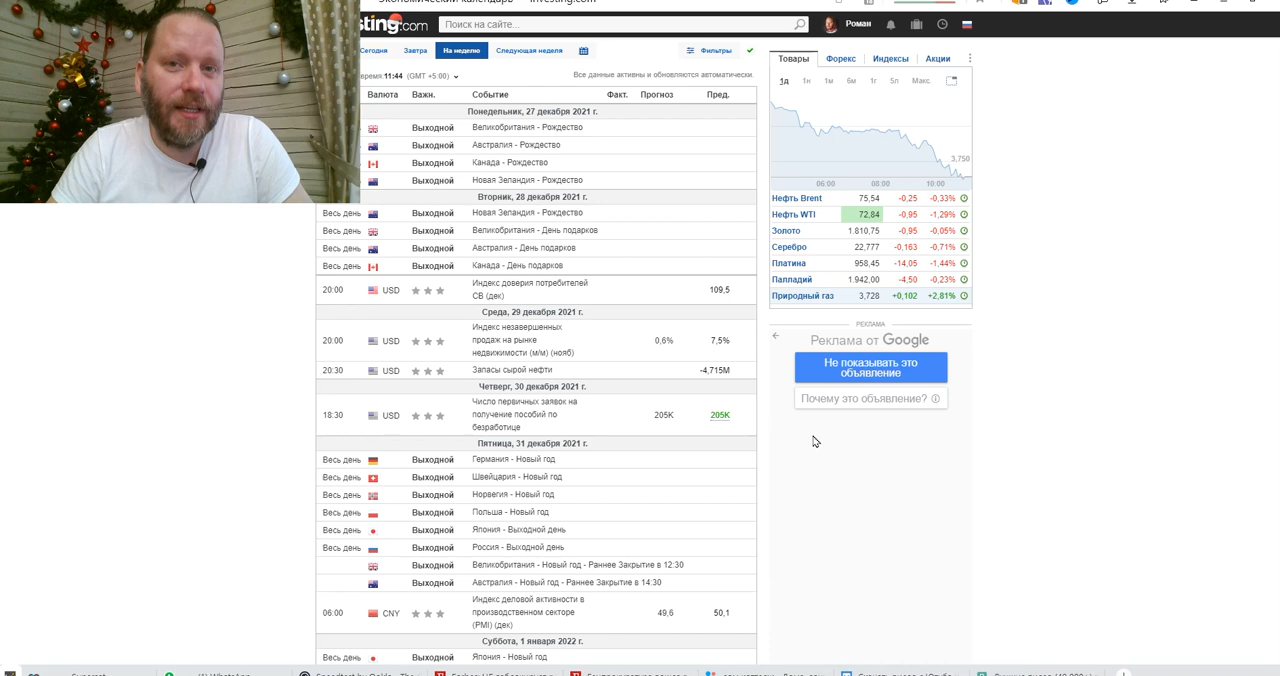 Экономический календарь - Investing.com
sting.com
Поиск на сайте...
Роман
Сегодня Завтра На неделю Следующая неделя Фильтры
время: 11:44 (GMT +5:00) Все данные активны и обновляются автоматически.
Валюта Важн. Событие Факт. Прогноз Пред.
Понедельник, 27 декабря 2021 г.
Выходной Великобритания - Рождество
Выходной Австралия - Рождество
Выходной Канада - Рождество
Выходной Новая Зеландия - Рождество
Вторник, 28 декабря 2021 г.
Весь день Выходной Новая Зеландия - Рождество
Весь день Выходной Великобритания - День подарков
Весь день Выходной Австралия - День подарков
Весь день Выходной Канада - День подарков
20:00 USD Индекс доверия потребителей
CB (дек) 109,5
Среда, 29 декабря 2021 г.
Индекс незавершенных
20:00 USD продаж на рынке 0,6% 7,5%
недвижимости (м/м) (нояб)
20:30 USD Запасы сырой нефти -4,715M
Четверг, 30 декабря 2021 г.
Число первичных заявок на
18:30 USD получение пособий по 205K 205K
безработице
Пятница, 31 декабря 2021 г.
Весь день Выходной Германия - Новый год
Весь день Выходной Швейцария - Новый год
Весь день Выходной Норвегия - Новый год
Весь день Выходной Польша - Новый год
Весь день Выходной Япония - Выходной день
Весь день Выходной Россия - Выходной день
Выходной Великобритания - Новый год - Раннее Закрытие в 12:30
Выходной Австралия - Новый год - Раннее Закрытие в 14:30
Индекс деловой активности в
06:00 CNY производственном секторе 49,6 50,1
(PMI) (дек)
Суббота, 1 января 2022 г.
Весь день Япония - Новый год
Товары Форекс Индексы Акции
1д 1н 1м 6м 1г 5л Макс.
3,750
06:00 08:00 10:00
Нефть Brent 75,54 -0,25 -0,33%
Нефть WTI 72,84 -0,95 -1,29%
Золото 1.810,75 -0,95 -0,05%
Серебро 22,777 -0,163 -0,71%
Платина 958,45 -14,05 -1,44%
Палладий 1.942,00 -4,50 -0,23%
Природный газ 3,728 +0,102 +2,81%
РЕКЛАМА
Реклама от Google
Не показывать это
объявление
Почему это объявление?